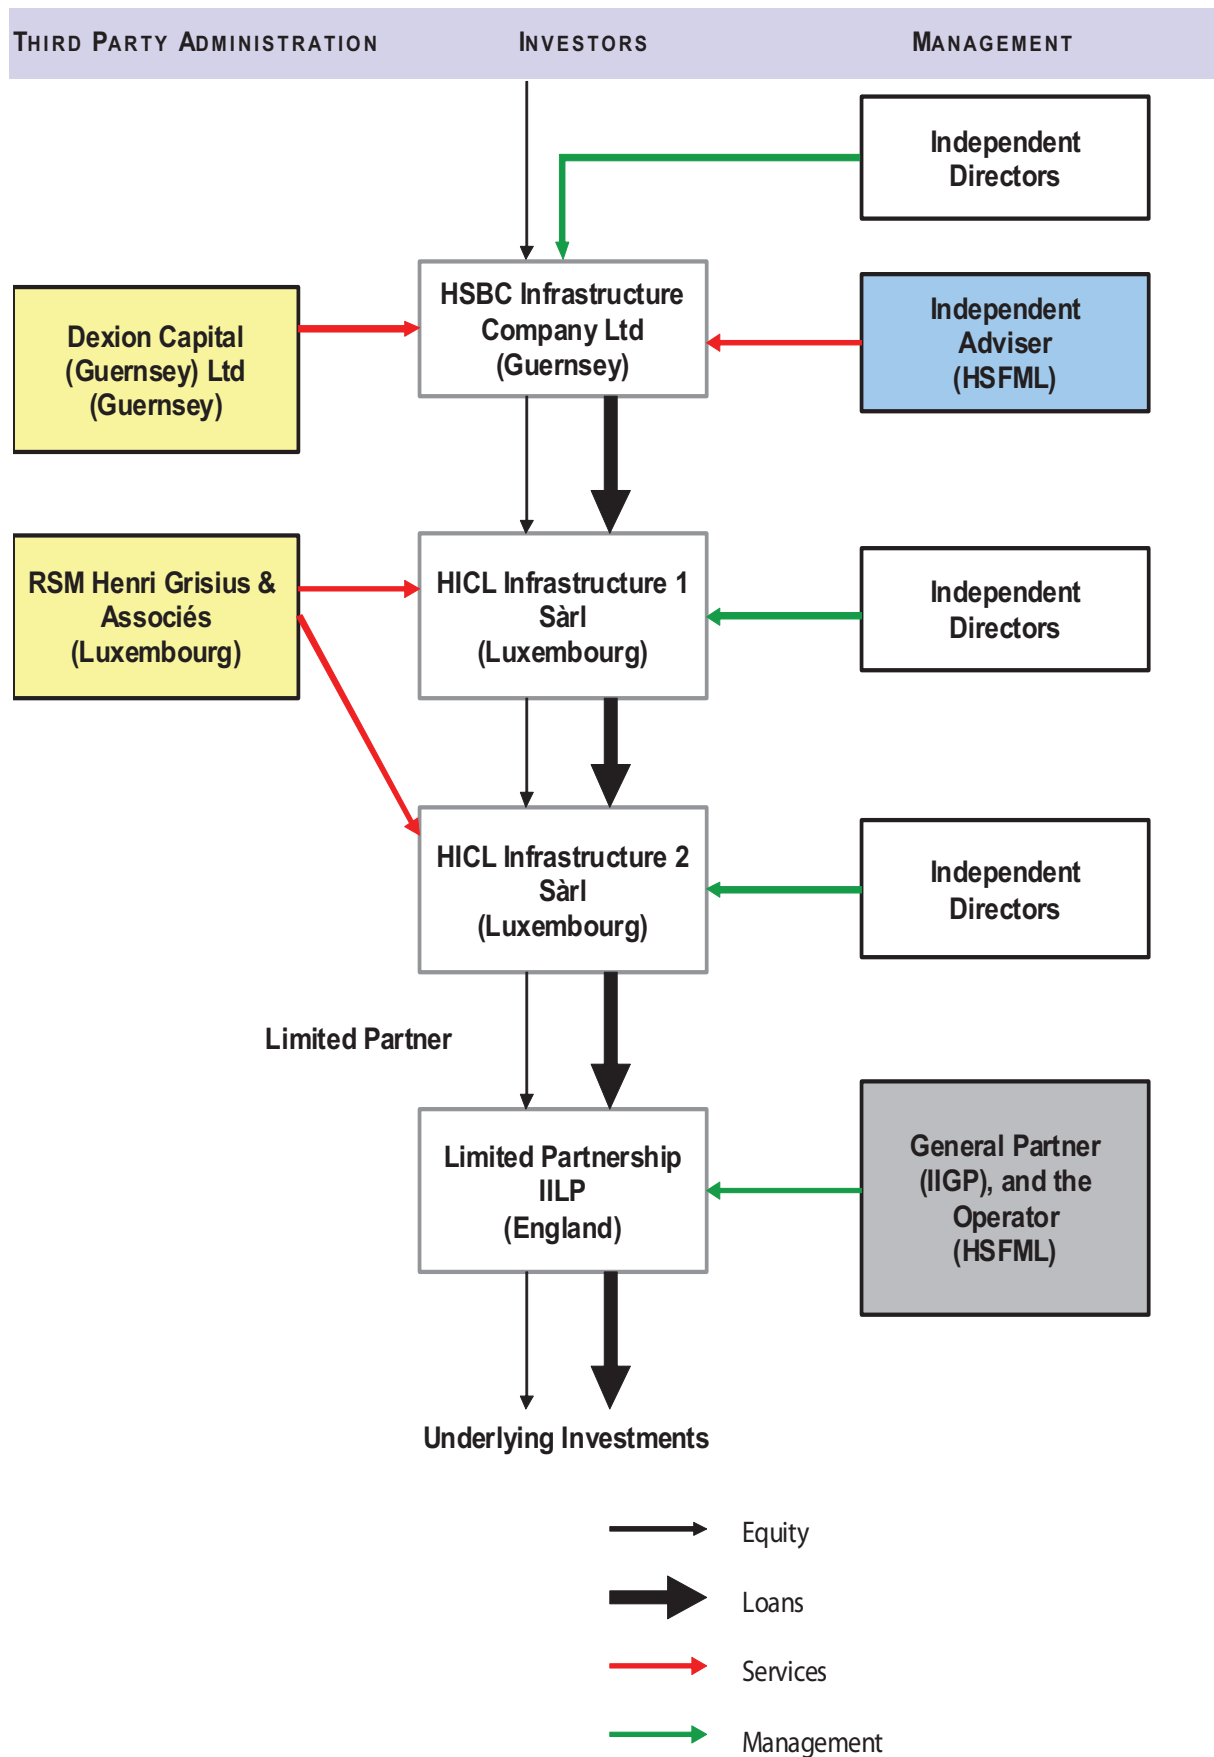 THIRD PARTY ADMINISTRATION
INVESTORS
MANAGEMENT
Independent
Directors
HSBC Infrastructure
Company Ltd
(Guernsey)
Dexion Capital
(Guernsey) Ltd
(Guernsey)
Independent
Adviser
(HSFML)
RSM Henri Grisius &
Associés
(Luxembourg)
HICL Infrastructure 1
Sàrl
(Luxembourg)
Independent
Directors
HICL Infrastructure 2
Sàrl
(Luxembourg)
Independent
Directors
Limited Partner
Limited Partnership
IILP
(England)
General Partner
(IIGP), and the
Operator
(HSFML)
Underlying Investments
Equity
Loans
Services
Management